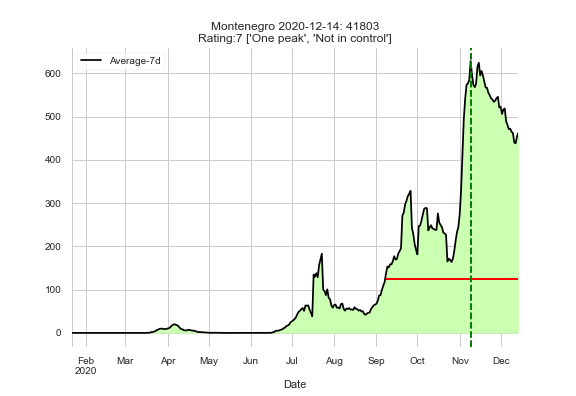 Montenegro 2020-12-14: 41803
Rating:7 ['One peak', 'Not in control']
Average-7d
600
500
400
300
200
100
0
Feb Mar Apr May Jun Jul Aug Sep Oct Nov Dec
2020
Date